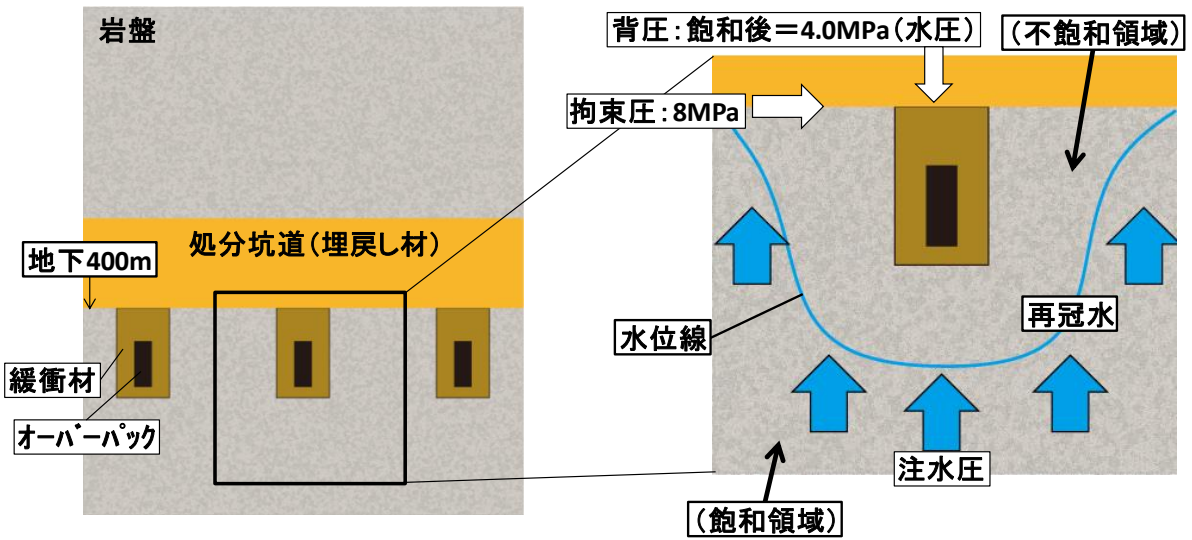 岩盤
処分坑道(埋戻し材)
地下400m
緩衝材
オーバーパック
背圧:飽和後=4.0MPa(水圧)
(不飽和領域)
拘束圧:8MPa
水位線
再冠水
注水圧
(飽和領域)